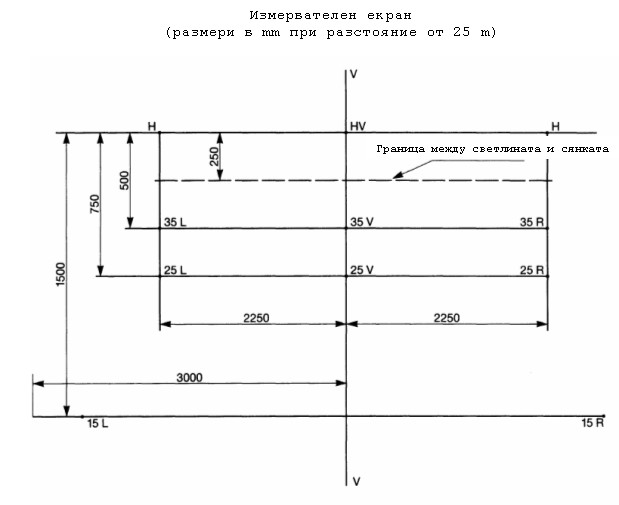 Измервателен екран
(размери в mm при разстояние от 25 m)
V
H HV H
250
Граница между светлината и сянката
500
750
1500
35 L 35 V 35 R
25 L 25 V 25 R
2250 2250
3000
15 L 15 R
V